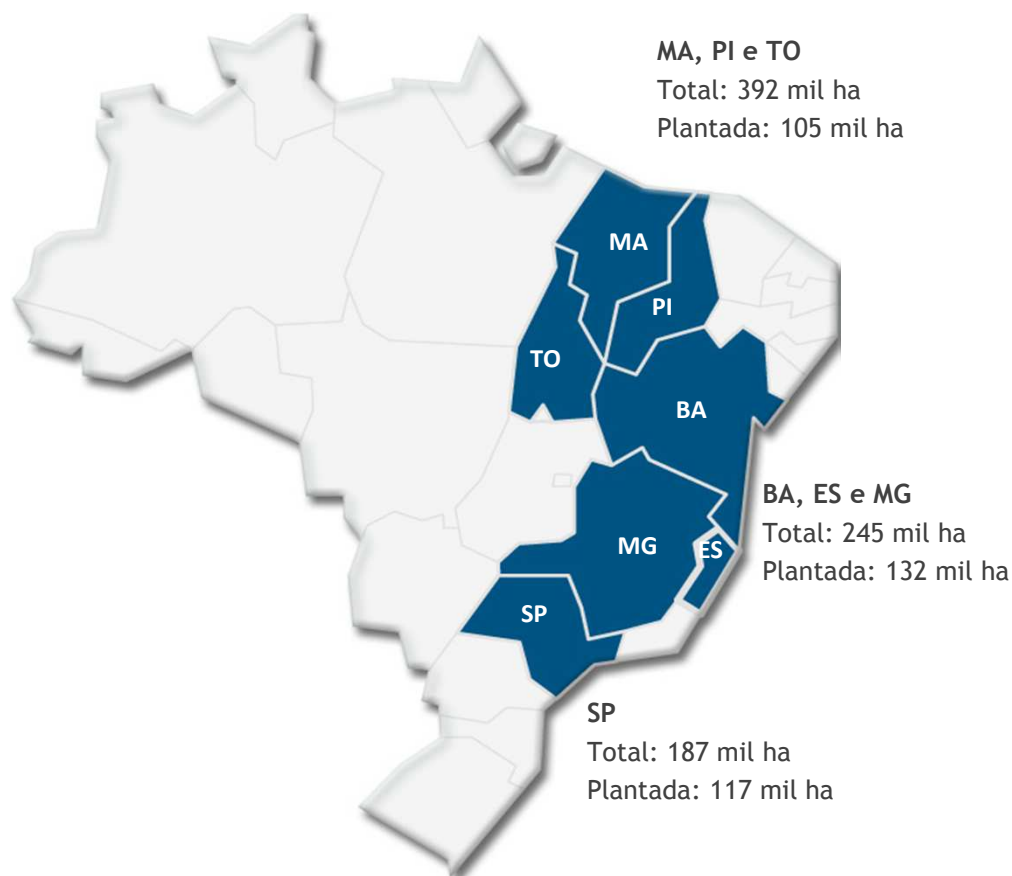 MA, PI e TO
Total: 392 mil ha
Plantada: 105 mil ha
MA
PI
TO
BA
BA, ES e MG
Total: 245 mil ha
Plantada: 132 mil ha
MG
ES
SP
SP
Total: 187 mil ha
Plantada: 117 mil ha